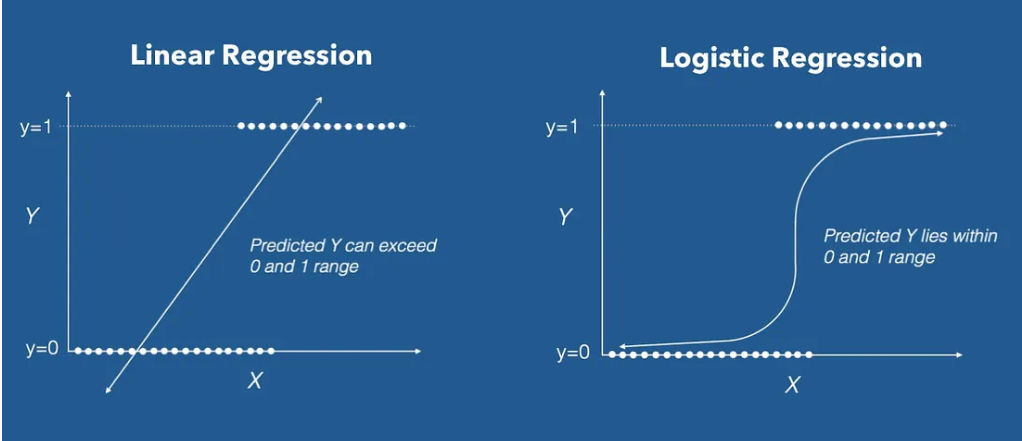 Linear Regression
y=1
Y
Predicted Y can exceed
0 and 1 range
y=0
X
Logistic Regression
y=1
Y
Predicted Y lies within
0 and 1 range
y=0
X